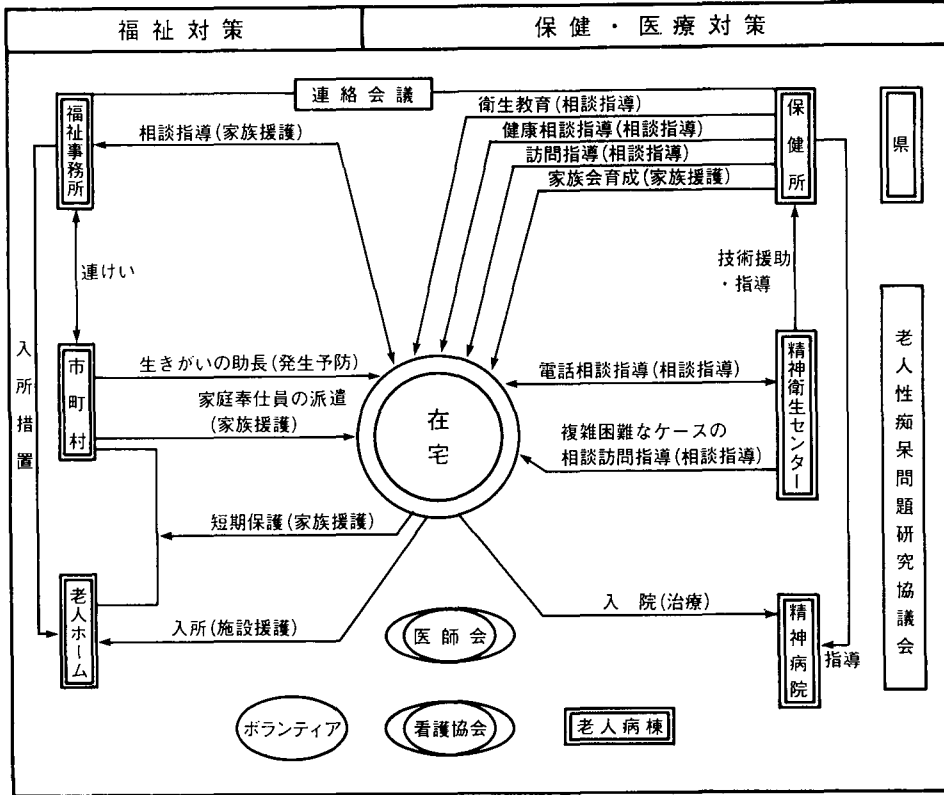 福祉対策
保健・医療対策
連絡会議
福祉事務所
保健所
県
衛生教育(相談指導)
相談指導(家族援護)
健康相談指導(相談指導)
訪問指導(相談指導)
家族会育成(家族援護)
連けい
技術援助
・指導
入所措置
市町村
生きがいの助長(発生予防)
家庭奉仕員の派遣
(家族援護)
在宅
電話相談指導(相談指導)
複雑困難なケースの
相談訪問指導(相談指導)
精神衛生センター
老人性痴呆問題研究協議会
短期保護(家族援護)
老人ホーム
入所(施設援護)
入院(治療)
医師会
精神病院
指導
ボランティア
看護協会
老人病棟